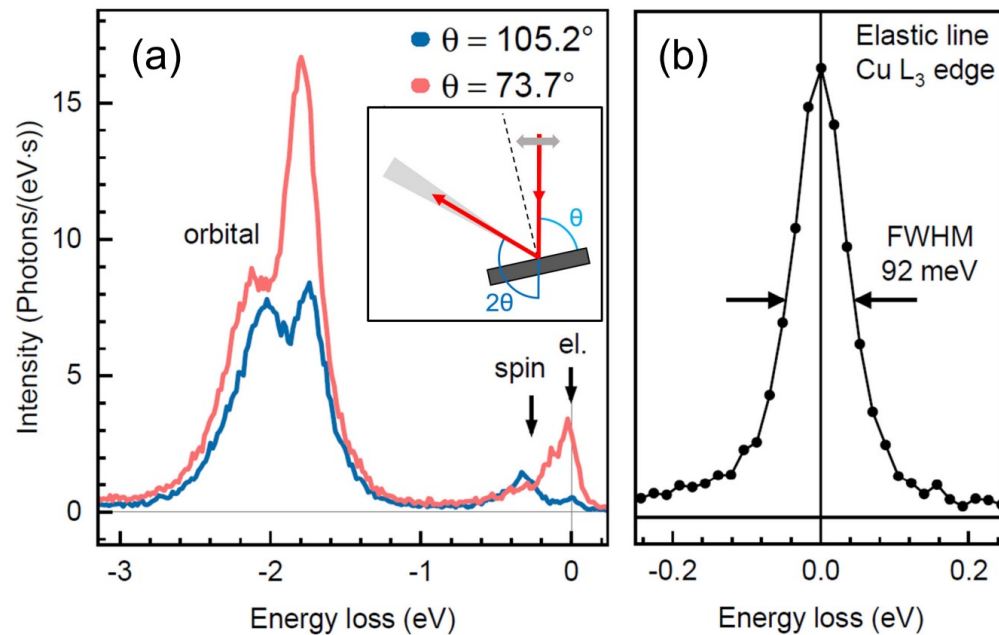 (a)
θ = 105.2°
θ = 73.7°
orbital
θ
2θ
spin
el.
15
10
5
0
-3
-2
-1
0
Intensity (Photons/(eV·s))
Energy loss (eV)
(b)
Elastic line
Cu L₃ edge
FWHM
92 meV
-0.2
0.0
0.2
Energy loss (eV)